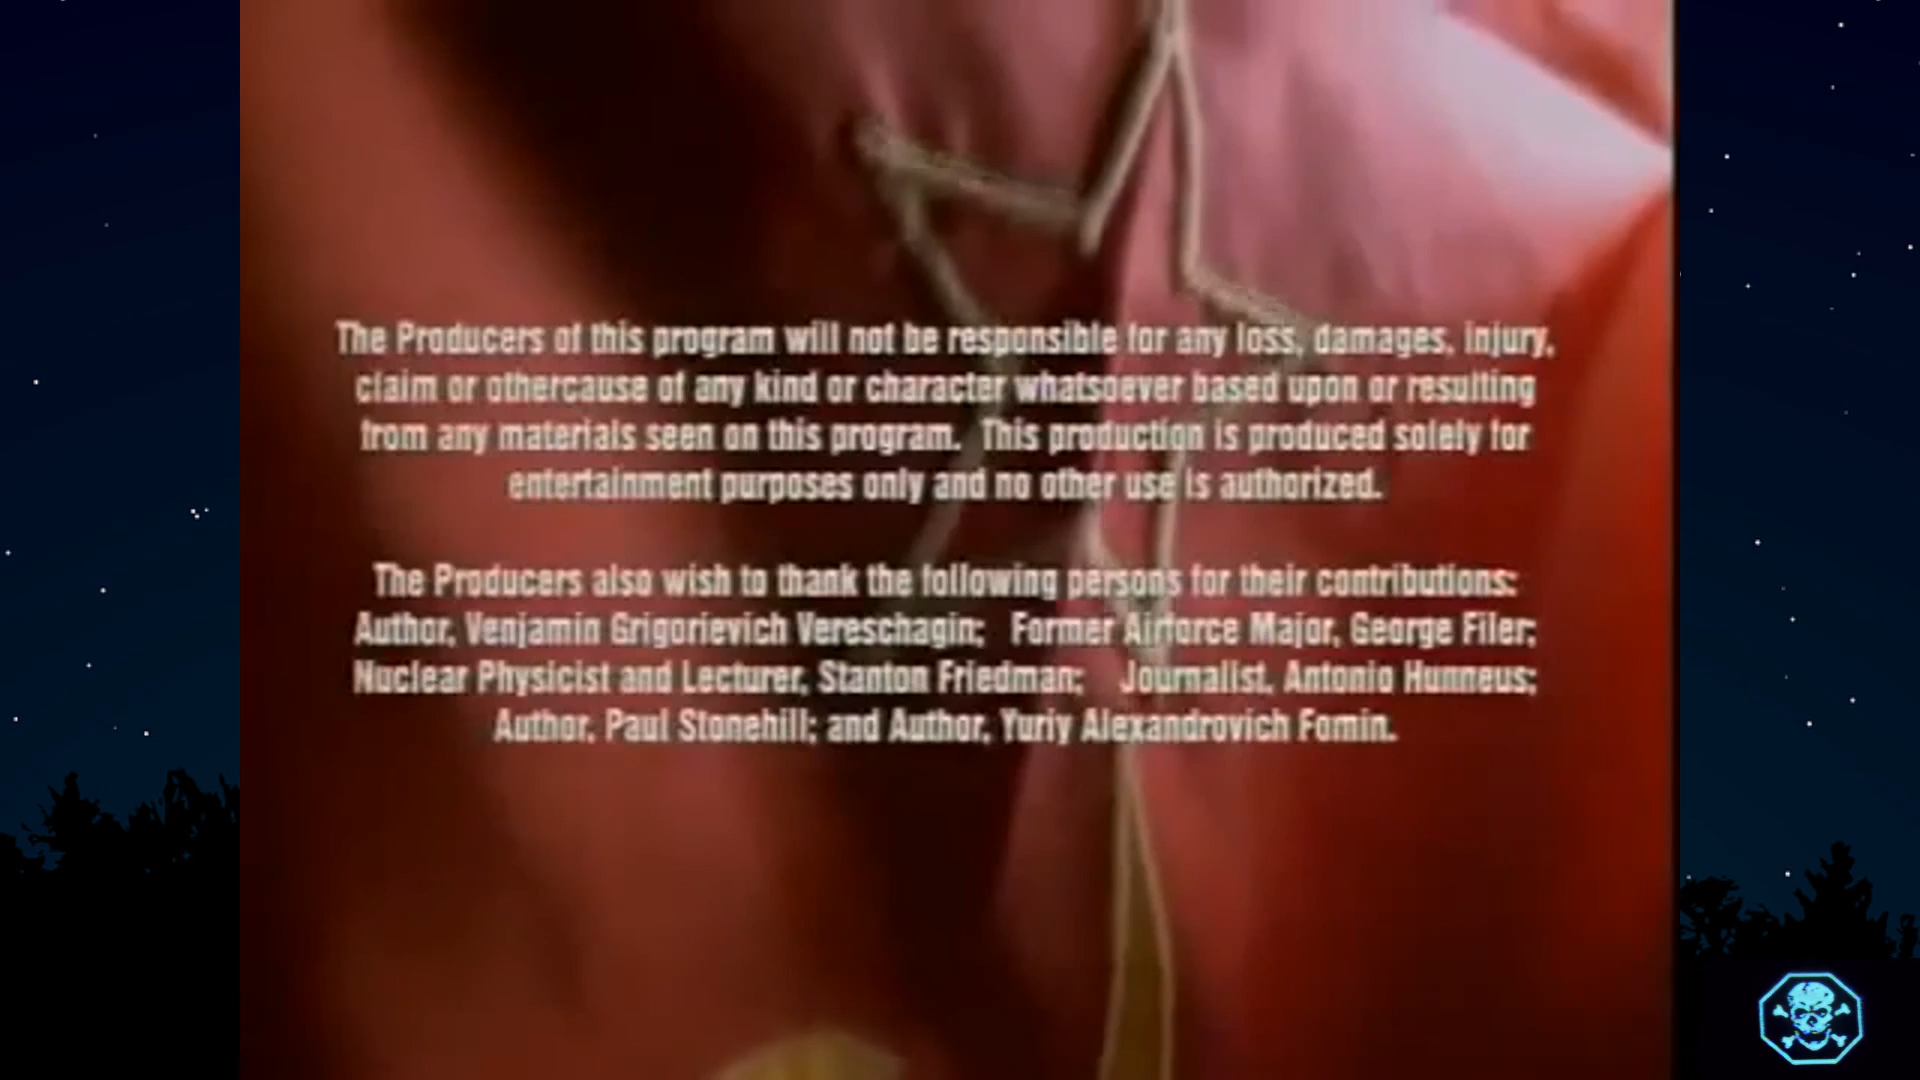 The Producers of this program will not be responsible for any loss, damages, injury,
claim or othercause of any kind or character whatsoever based upon or resulting
from any materials seen on this program. This production is produced solely for
entertainment purposes only and no other use is authorized.
The Producers also wish to thank the following persons for their contributions:
Author, Venjamin Grigorievich Vereschagin; Former Airforce Major, George Filer;
Nuclear Physicist and Lecturer, Stanton Friedman; Journalist, Antonio Hunneus;
Author, Paul Stonehill; and Author, Yuriy Alexandrovich Fomin.